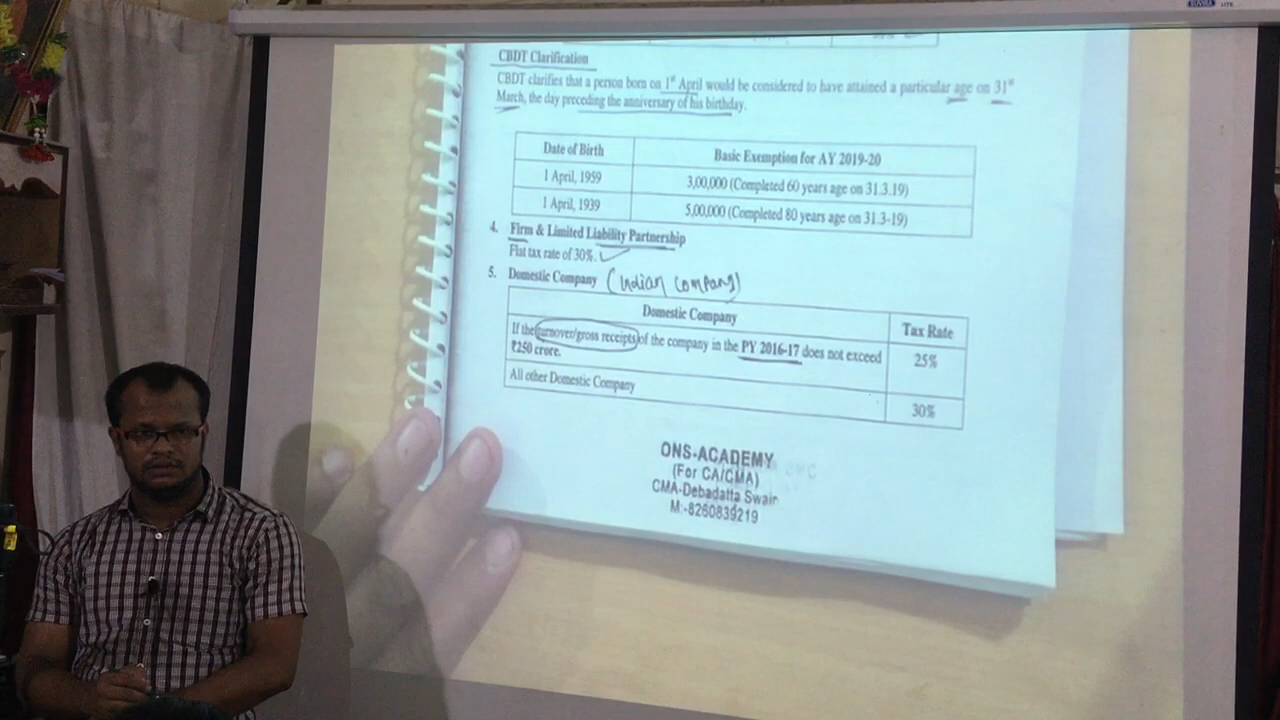 CBDT Clarification
CBDT clarifies that a person born on 1st April would be considered to have attained a particular age on 31st
March, the day preceding the anniversary of his birthday.
Date of Birth Basic Exemption for AY 2019-20
1 April, 1959 3,00,000 (Completed 60 years age on 31.3.19)
1 April, 1939 5,00,000 (Completed 80 years age on 31.3-19)
4. Firm & Limited Liability Partnership
Flat tax rate of 30%.
5. Domestic Company (Indian Company)
Domestic Company Tax Rate
If the turnover/gross receipts of the company in the PY 2016-17 does not exceed 25%
₹250 crore.
All other Domestic Company 30%
ONS-ACADEMY
(For CA/CMA)
CMA-Debadatta Swain
M:-8260839219
LITE